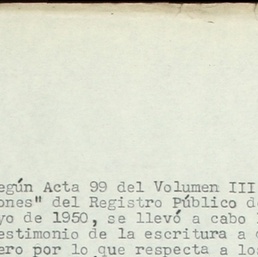 egún Acta 99 del Volumen III
ones" del Registro Público d
yo de 1950, se llevó a cabo
estimonio de la escritura a
ero por lo que respecta a lo